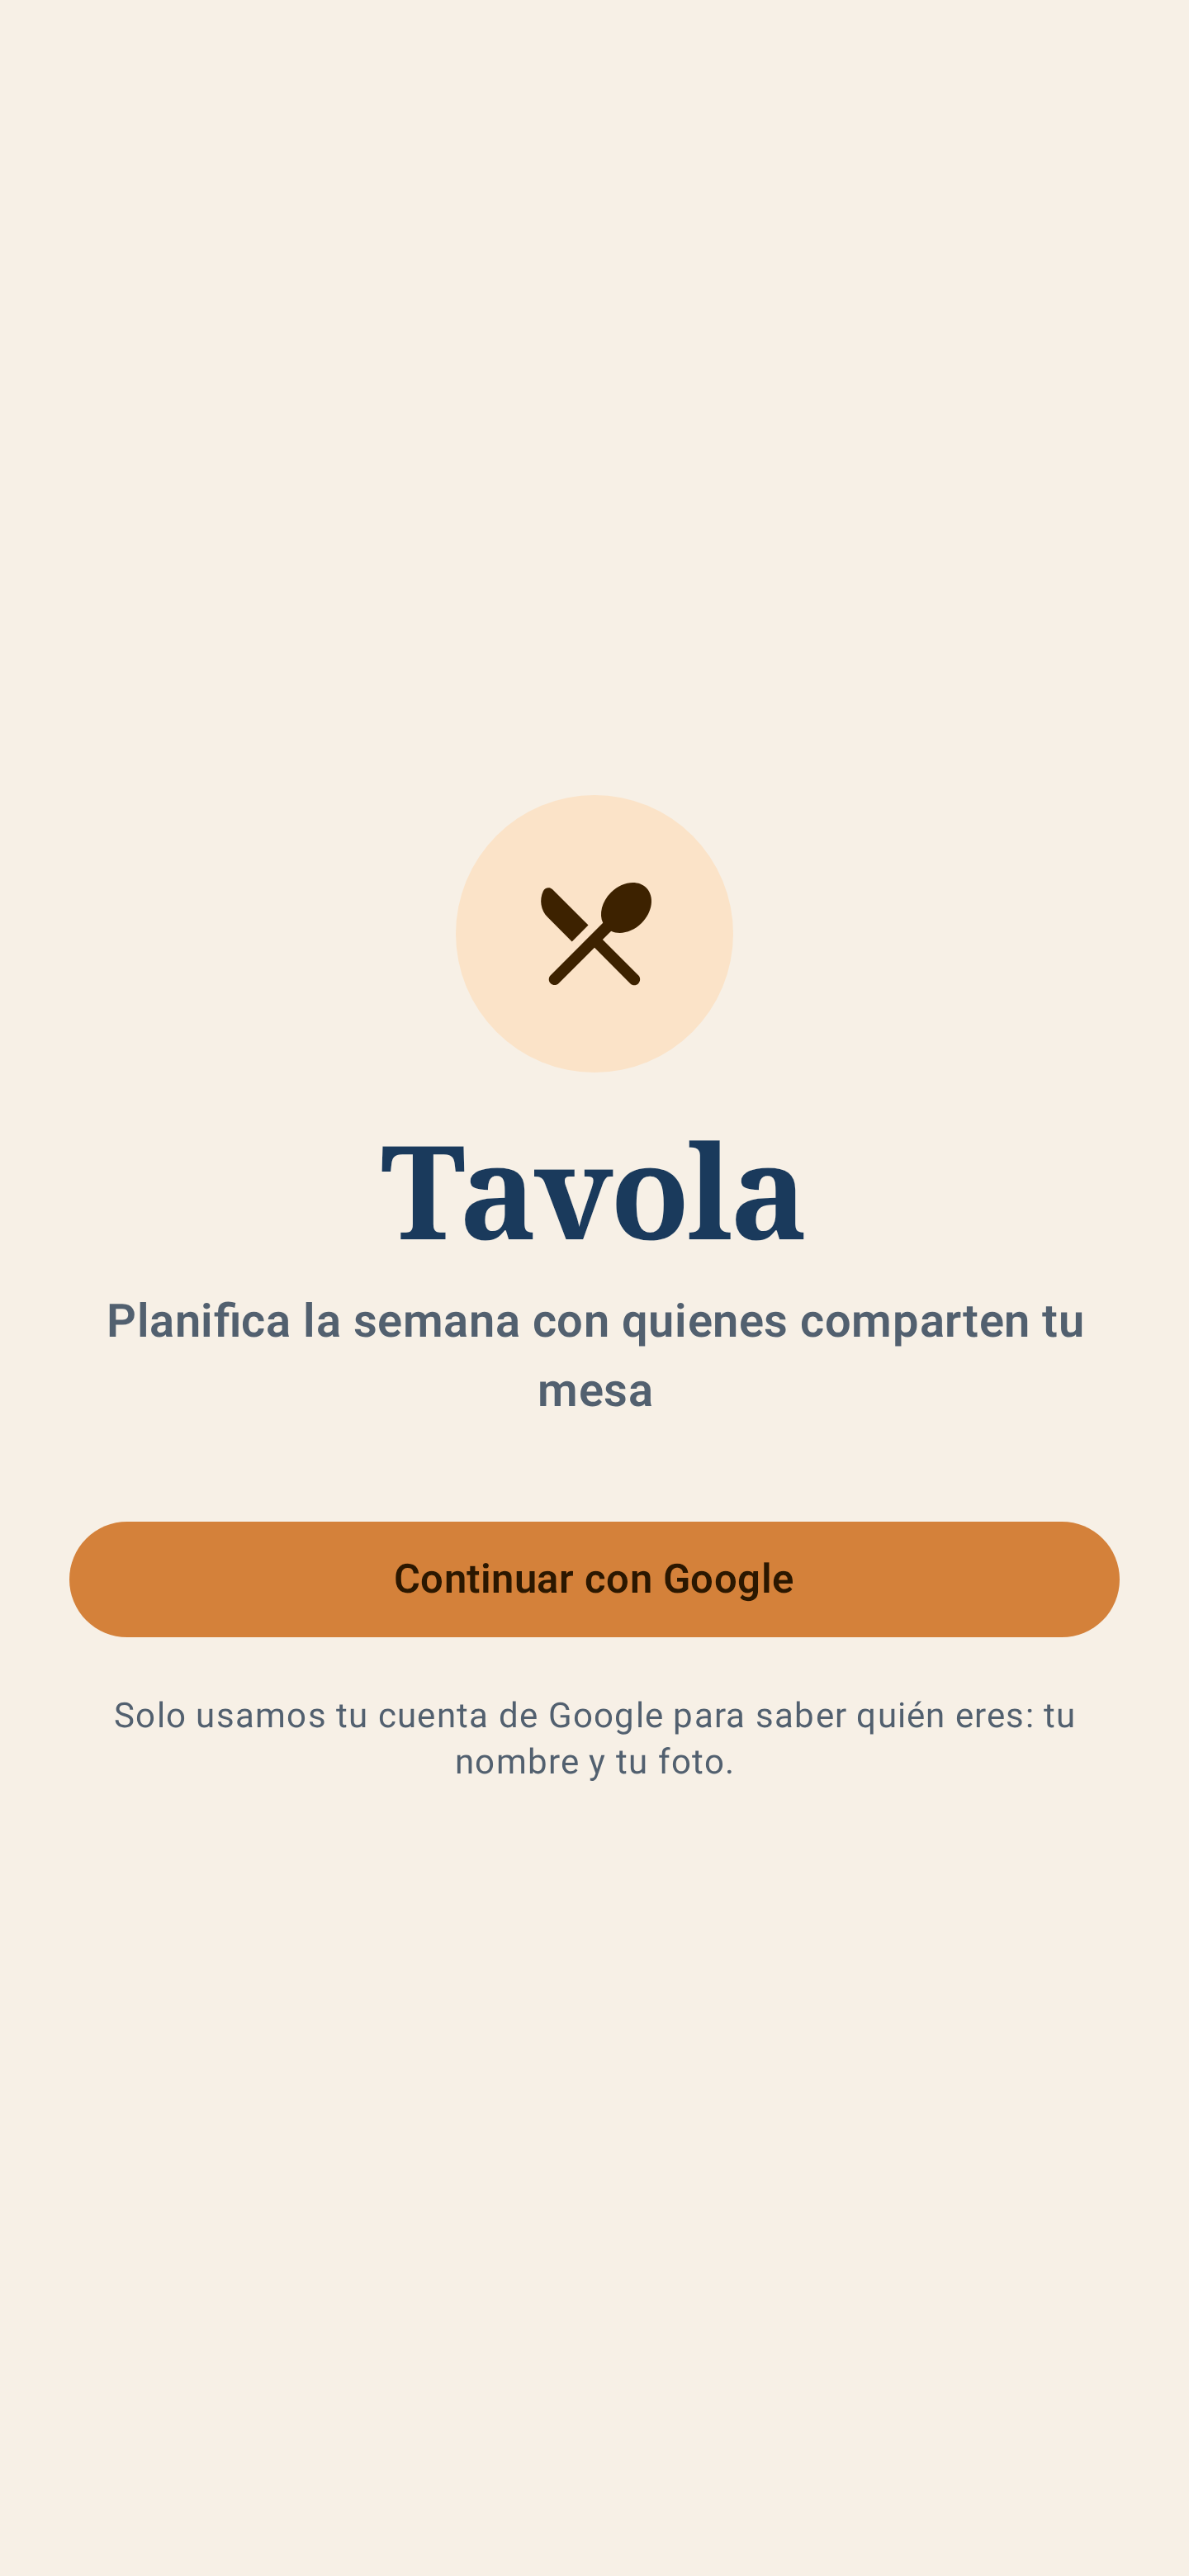 Tavola
Planifica la semana con quienes comparten tu
mesa
Continuar con Google
Solo usamos tu cuenta de Google para saber quién eres: tu
nombre y tu foto.